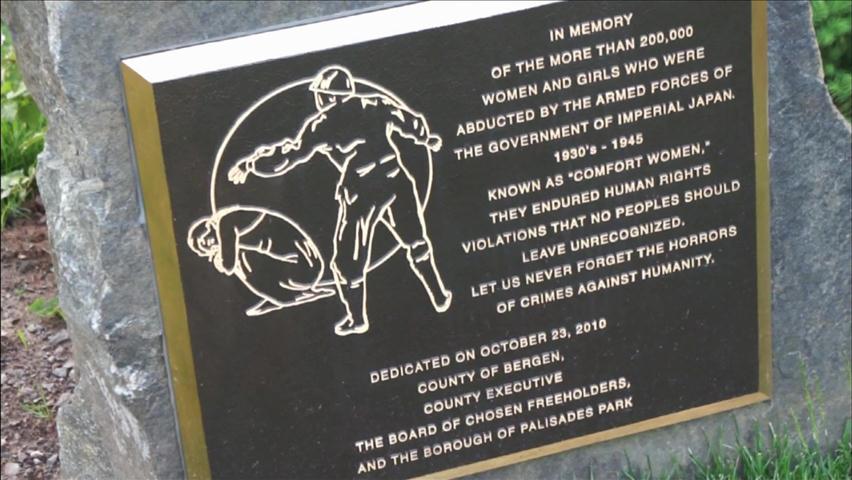 IN MEMORY
OF THE MORE THAN 200,000
WOMEN AND GIRLS WHO WERE
ABDUCTED BY THE ARMED FORCES OF
THE GOVERNMENT OF IMPERIAL JAPAN.
1930's - 1945
KNOWN AS "COMFORT WOMEN,"
THEY ENDURED HUMAN RIGHTS
VIOLATIONS THAT NO PEOPLES SHOULD
LEAVE UNRECOGNIZED.
LET US NEVER FORGET THE HORRORS
OF CRIMES AGAINST HUMANITY.
DEDICATED ON OCTOBER 23, 2010
COUNTY OF BERGEN,
COUNTY EXECUTIVE
THE BOARD OF CHOSEN FREEHOLDERS,
AND THE BOROUGH OF PALISADES PARK